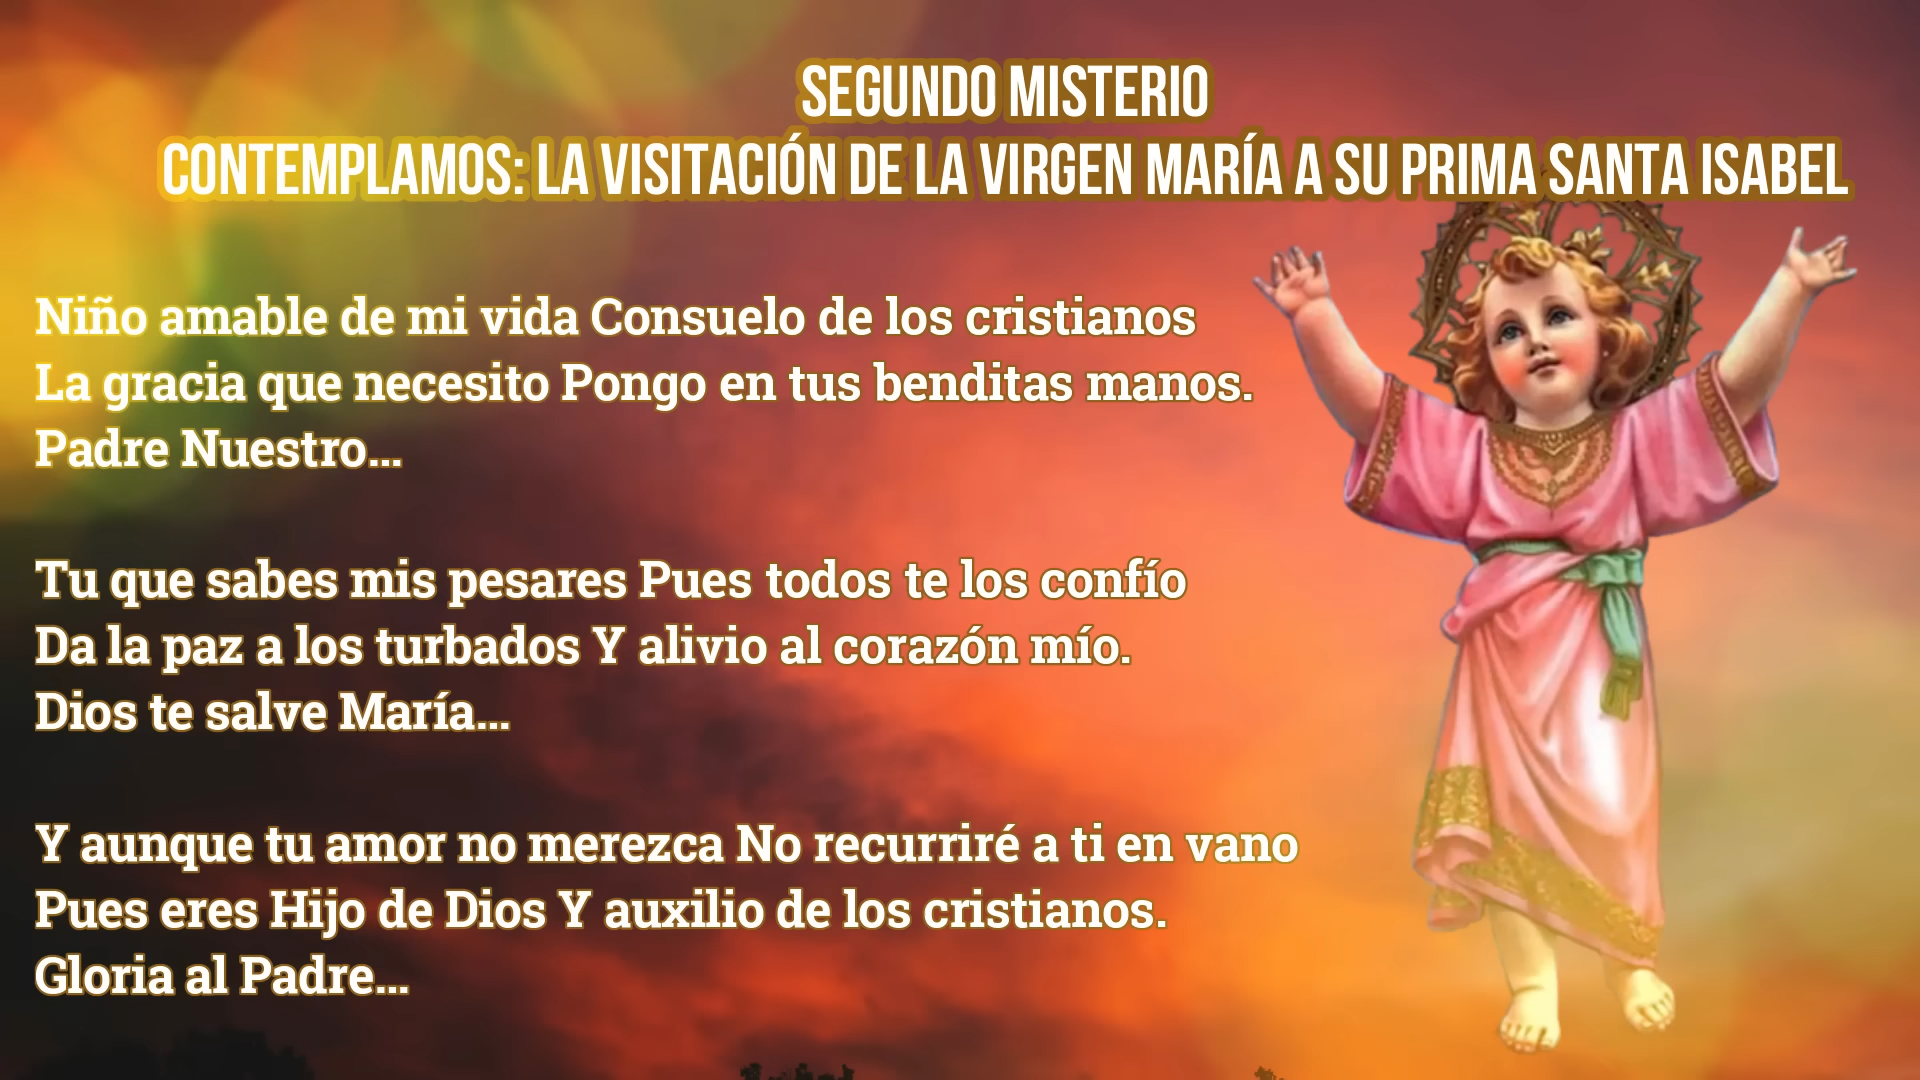 SEGUNDO MISTERIO
CONTEMPLAMOS: LA VISITACIÓN DE LA VIRGEN MARÍA A SU PRIMA SANTA ISABEL
Niño amable de mi vida Consuelo de los cristianos
La gracia que necesito Pongo en tus benditas manos.
Padre Nuestro...
Tu que sabes mis pesares Pues todos te los confío
Da la paz a los turbados Y alivio al corazón mío.
Dios te salve María...
Y aunque tu amor no merezca No recurriré a ti en vano
Pues eres Hijo de Dios Y auxilio de los cristianos.
Gloria al Padre...